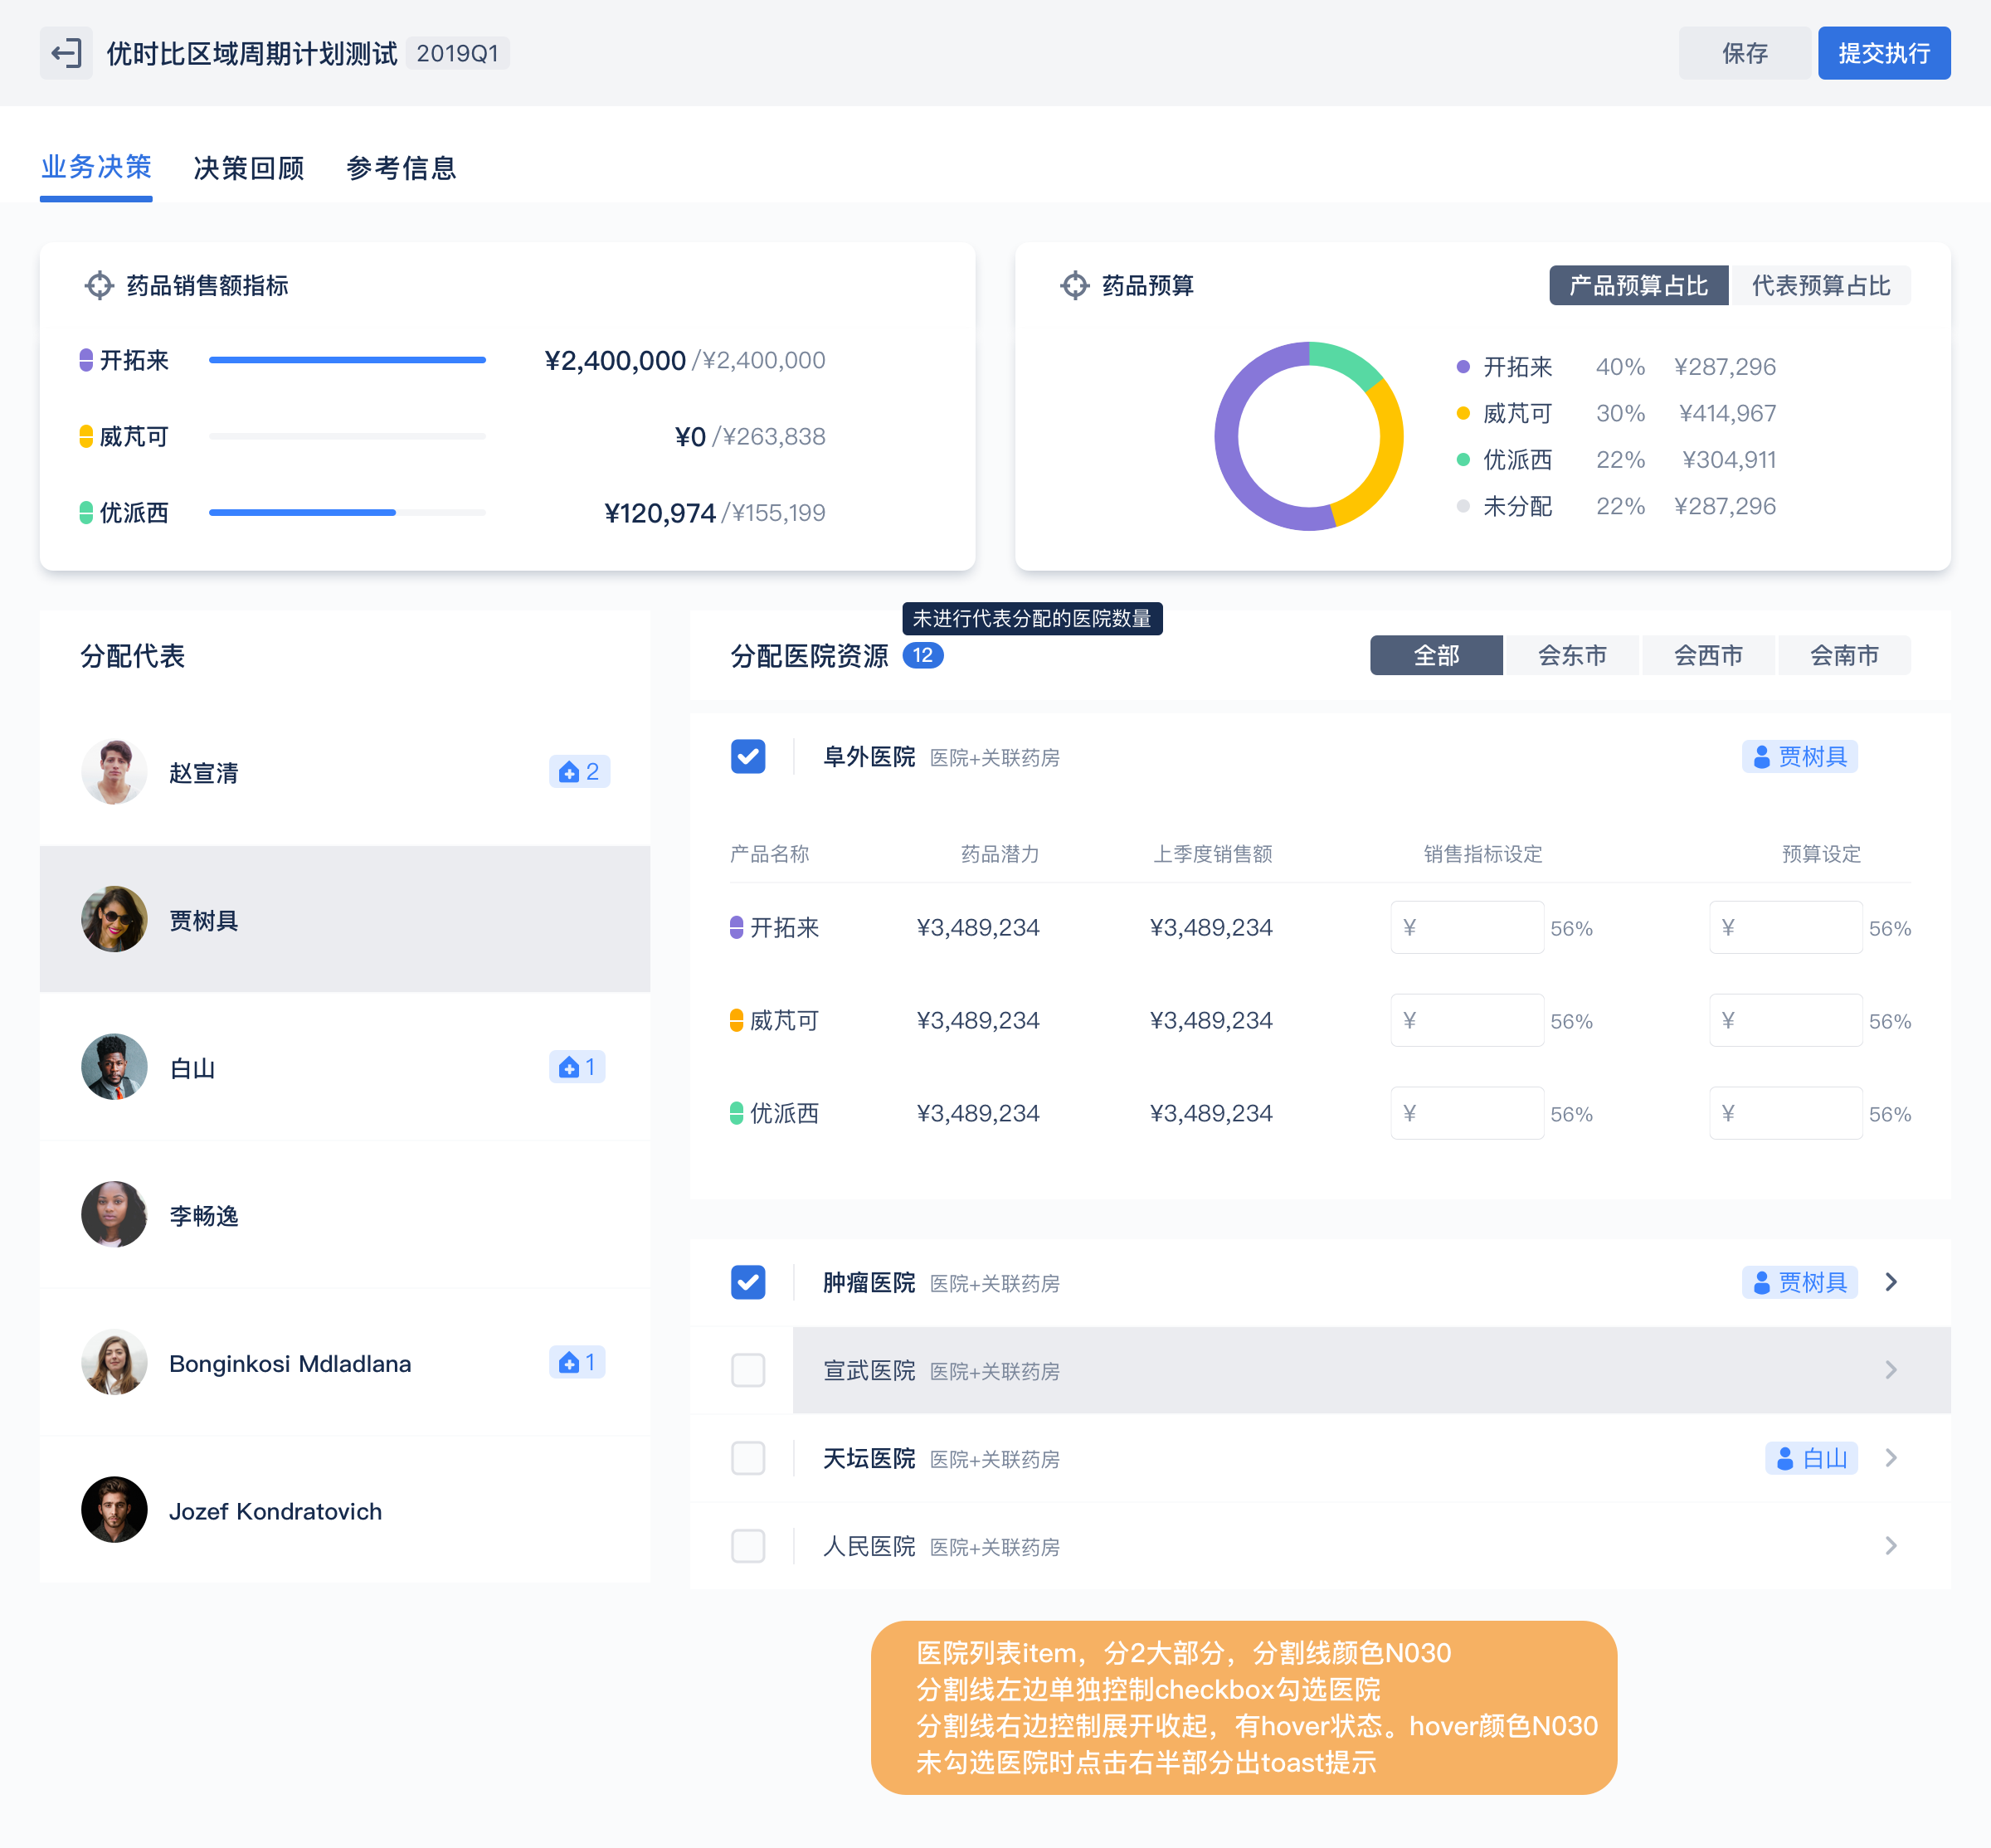 优时比区域周期计划测试 2019Q1
保存
提交执行
业务决策
决策回顾
参考信息
药品销售额指标
开拓来 ¥2,400,000 /¥2,400,000
威芃可 ¥0 /¥263,838
优派西 ¥120,974 /¥155,199
药品预算
产品预算占比
代表预算占比
开拓来 40% ¥287,296
威芃可 30% ¥414,967
优派西 22% ¥304,911
未分配 22% ¥287,296
分配代表
赵宣清 2
贾树具
白山 1
李畅逸
Bonginkosi Mdladlana 1
Jozef Kondratovich
未进行代表分配的医院数量
分配医院资源 12
全部
会东市
会西市
会南市
阜外医院 医院+关联药房 贾树具
产品名称 药品潜力 上季度销售额 销售指标设定 预算设定
开拓来 ¥3,489,234 ¥3,489,234 ¥ 56% ¥ 56%
威芃可 ¥3,489,234 ¥3,489,234 ¥ 56% ¥ 56%
优派西 ¥3,489,234 ¥3,489,234 ¥ 56% ¥ 56%
肿瘤医院 医院+关联药房 贾树具
宣武医院 医院+关联药房
天坛医院 医院+关联药房 白山
人民医院 医院+关联药房
医院列表item，分2大部分，分割线颜色N030
分割线左边单独控制checkbox勾选医院
分割线右边控制展开收起，有hover状态。hover颜色N030
未勾选医院时点击右半部分出toast提示